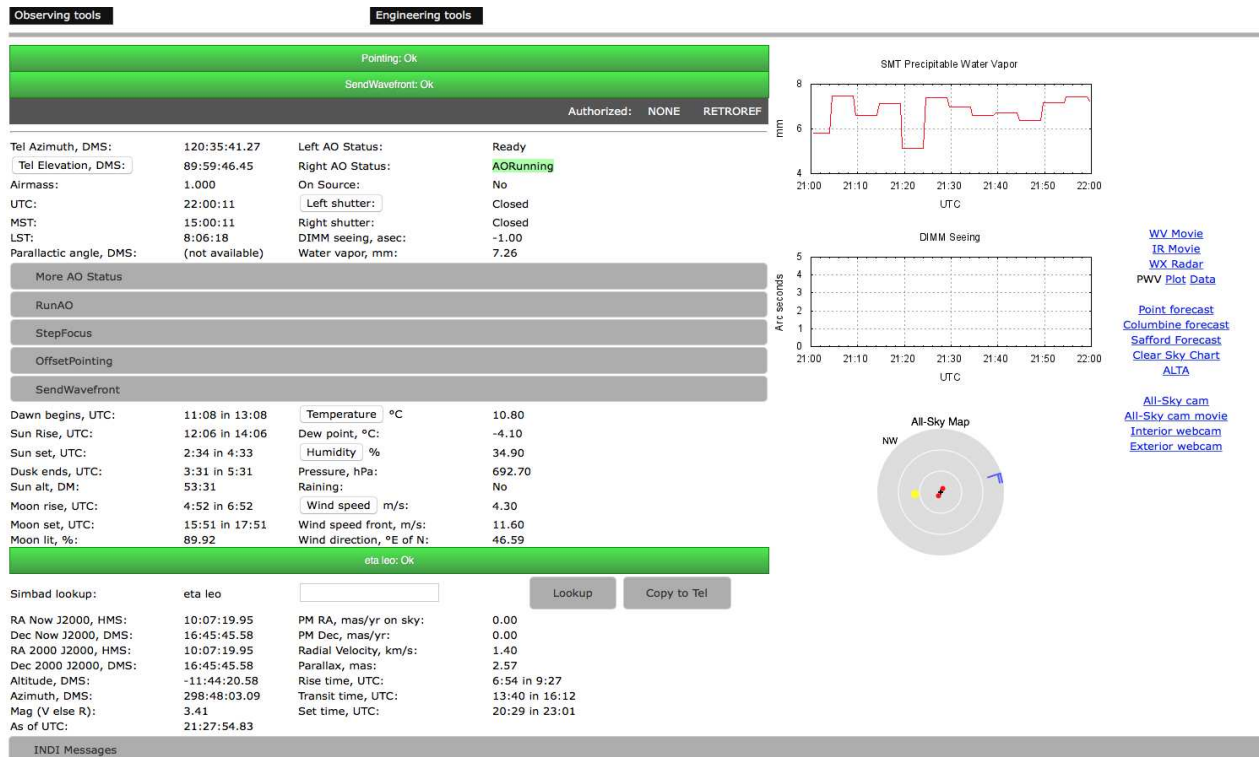 Observing tools Engineering tools
Pointing: Ok
SendWavefront: Ok
Authorized: NONE RETROREF
Tel Azimuth, DMS: 120:35:41.27 Left AO Status: Ready
Tel Elevation, DMS: 89:59:46.45 Right AO Status: AORunning
Airmass: 1.000 On Source: No
UTC: 22:00:11 Left shutter: Closed
MST: 15:00:11 Right shutter: Closed
LST: 8:06:18 DIMM seeing, asec: -1.00
Parallactic angle, DMS: (not available) Water vapor, mm: 7.26
More AO Status
RunAO
StepFocus
OffsetPointing
SendWavefront
Dawn begins, UTC: 11:08 in 13:08 Temperature °C 10.80
Sun Rise, UTC: 12:06 in 14:06 Dew point, °C: -4.10
Sun set, UTC: 2:34 in 4:33 Humidity % 34.90
Dusk ends, UTC: 3:31 in 5:31 Pressure, hPa: 692.70
Sun alt, DM: 53:31 Raining: No
Moon rise, UTC: 4:52 in 6:52 Wind speed m/s: 4.30
Moon set, UTC: 15:51 in 17:51 Wind speed front, m/s: 11.60
Moon lit, %: 89.92 Wind direction, °E of N: 46.59
eta leo: Ok
Simbad lookup: eta leo Lookup Copy to Tel
RA Now J2000, HMS: 10:07:19.95 PM RA, mas/yr on sky: 0.00
Dec Now J2000, DMS: 16:45:45.58 PM Dec, mas/yr: 0.00
RA 2000 J2000, HMS: 10:07:19.95 Radial Velocity, km/s: 1.40
Dec 2000 J2000, DMS: 16:45:45.58 Parallax, mas: 2.57
Altitude, DMS: -11:44:20.58 Rise time, UTC: 6:54 in 9:27
Azimuth, DMS: 298:48:03.09 Transit time, UTC: 13:40 in 16:12
Mag (V else R): 3.41 Set time, UTC: 20:29 in 23:01
As of UTC: 21:27:54.83
INDI Messages
SMT Precipitable Water Vapor
8
6
4
mm
21:00 21:10 21:20 21:30 21:40 21:50 22:00
UTC
DIMM Seeing
5
4
3
2
1
0
Arc seconds
21:00 21:10 21:20 21:30 21:40 21:50 22:00
UTC
All-Sky Map
NW
WV Movie
IR Movie
WX Radar
PWV Plot Data
Point forecast
Columbine forecast
Safford Forecast
Clear Sky Chart
ALTA
All-Sky cam
All-Sky cam movie
Interior webcam
Exterior webcam